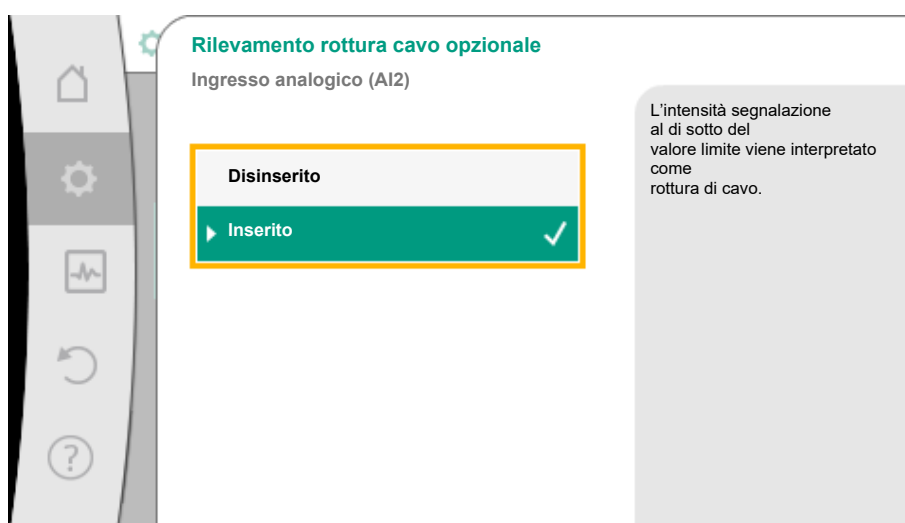 Rilevamento rottura cavo opzionale
Ingresso analogico (AI2)
Disinserito
Inserito
L'intensità segnalazione
al di sotto del
valore limite viene interpretato
come
rottura di cavo.
?